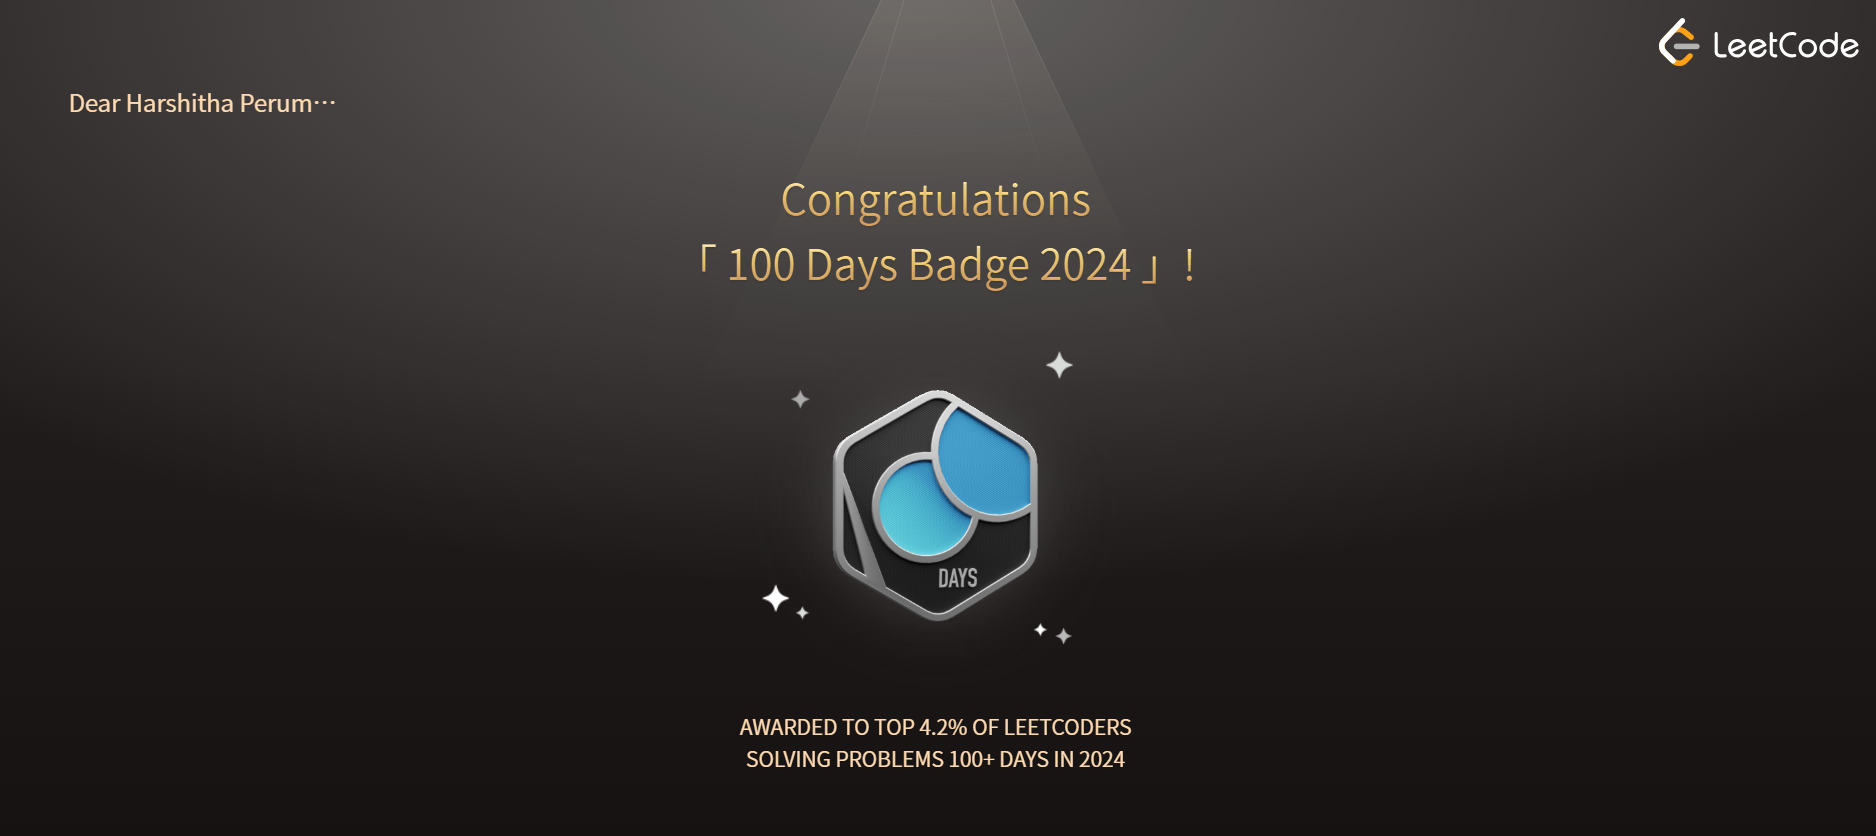 LeetCode
Dear Harshitha Perum···
Congratulations
「 100 Days Badge 2024 」 !
DAYS
AWARDED TO TOP 4.2% OF LEETCODERS
SOLVING PROBLEMS 100+ DAYS IN 2024